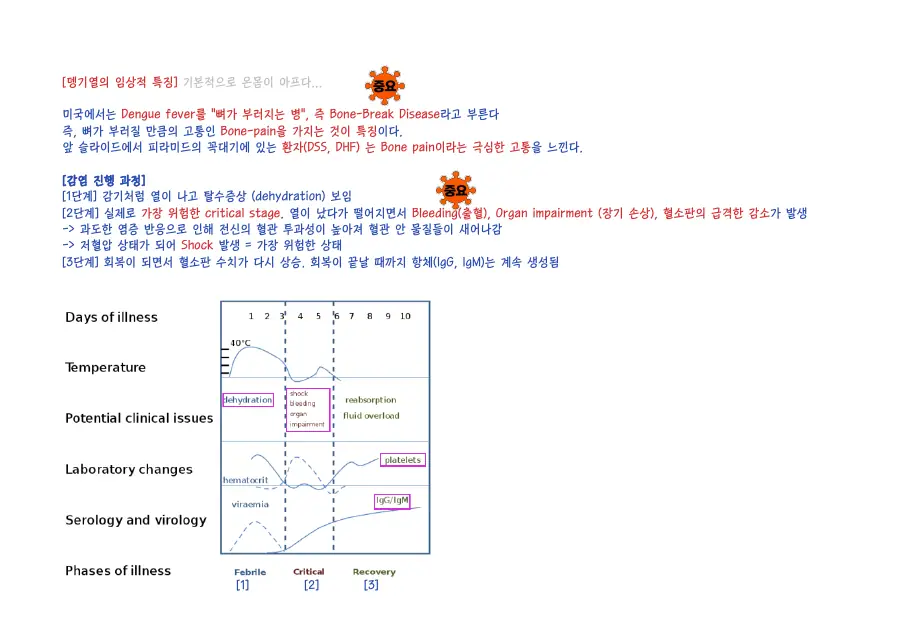 [뎅기열의 임상적 특징] 기본적으로 온몸이 아프다...
중요
미국에서는 Dengue fever를 "뼈가 부러지는 병", 즉 Bone-Break Disease라고 부른다
즉, 뼈가 부러질 만큼의 고통인 Bone-pain을 가지는 것이 특징이다.
앞 슬라이드에서 피라미드의 꼭대기에 있는 환자(DSS, DHF) 는 Bone pain이라는 극심한 고통을 느낀다.
[감염 진행 과정]
중요
[1단계] 감기처럼 열이 나고 탈수증상 (dehydration) 보임
[2단계] 실제로 가장 위험한 critical stage. 열이 났다가 떨어지면서 Bleeding(출혈), Organ impairment (장기 손상), 혈소판의 급격한 감소가 발생
-> 과도한 염증 반응으로 인해 전신의 혈관 투과성이 높아져 혈관 안 물질들이 새어나감
-> 저혈압 상태가 되어 Shock 발생 = 가장 위험한 상태
[3단계] 회복이 되면서 혈소판 수치가 다시 상승. 회복이 끝날 때까지 항체(IgG, IgM)는 계속 생성됨
Days of illness 1 2 3 4 5 6 7 8 9 10
40°C
Temperature
dehydration
shock
bleeding
organ
impairment
reabsorption
fluid overload
Potential clinical issues
Laboratory changes
platelets
hematocrit
viraemia
IgG/IgM
Serology and virology
Phases of illness Febrile Critical Recovery
[1] [2] [3]